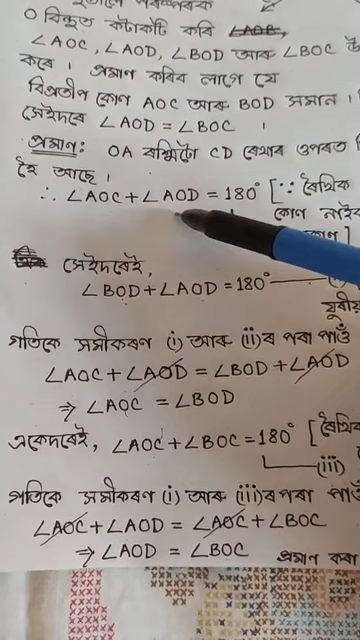 O বিন্দুত কটাকটি কৰি
∠AOC, ∠AOD, ∠BOD আৰু ∠BOC উ
কৰে। প্ৰমাণ কৰিব লাগে যে
বিপ্ৰতীপ কোণ AOC আৰু BOD সমান।
সেইদৰে ∠AOD = ∠BOC ।
প্ৰমাণ: OA ৰশ্মিটো CD ৰেখাৰ ওপৰত
হৈ আছে।
∴ ∠AOC + ∠AOD = 180° [∵ ৰৈখিক
কোণ
সেইদৰেই,
∠BOD + ∠AOD = 180°
যুৰীয়
গতিকে সমীকৰণ (i) আৰু (ii)ৰ পৰা পাওঁ
∠AOC + ∠AOD = ∠BOD + ∠AOD
⇒ ∠AOC = ∠BOD
একেদৰেই, ∠AOC + ∠BOC = 180° [ৰৈখিক
(iii)
গতিকে সমীকৰণ (i) আৰু (iii)ৰ পৰা পাওঁ
∠AOC + ∠AOD = ∠AOC + ∠BOC
⇒ ∠AOD = ∠BOC প্ৰমাণ কৰা